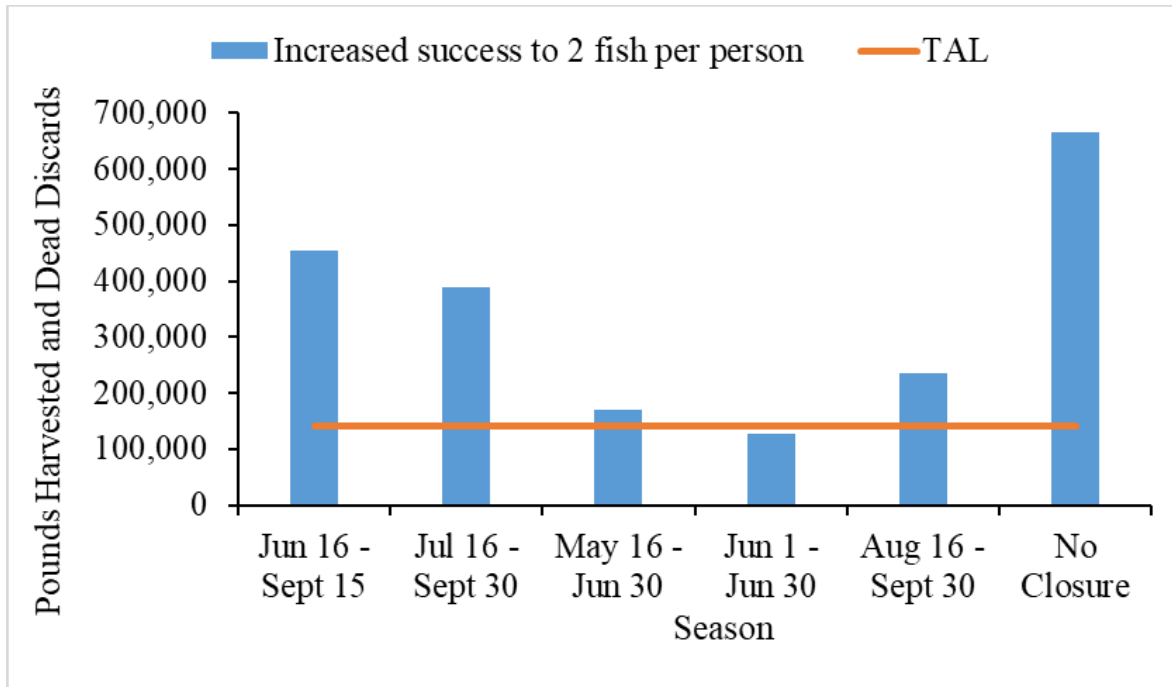 Increased success to 2 fish per person TAL
Pounds Harvested and Dead Discards
700,000
600,000
500,000
400,000
300,000
200,000
100,000
0
Jun 16 - Jul 16 - May 16 - Jun 1 - Aug 16 - No
Sept 15 Sept 30 Jun 30 Jun 30 Sept 30 Closure
Season